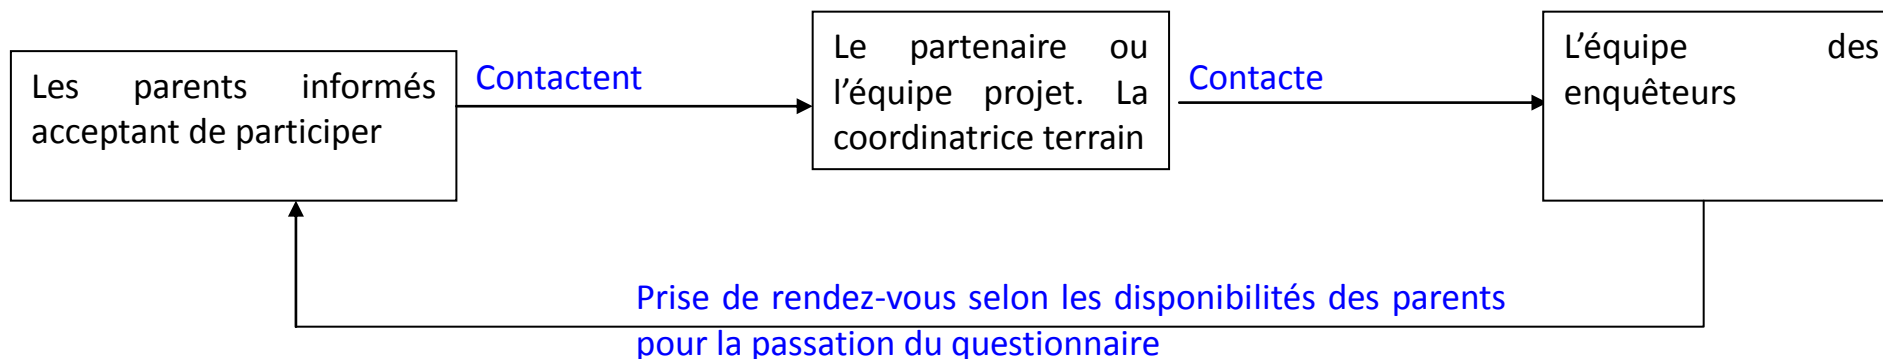 Les parents informés
acceptant de participer
Contactent
Le partenaire ou
l’équipe projet. La
coordinatrice terrain
Contacte
L’équipe des
enquêteurs
Prise de rendez-vous selon les disponibilités des parents
pour la passation du questionnaire